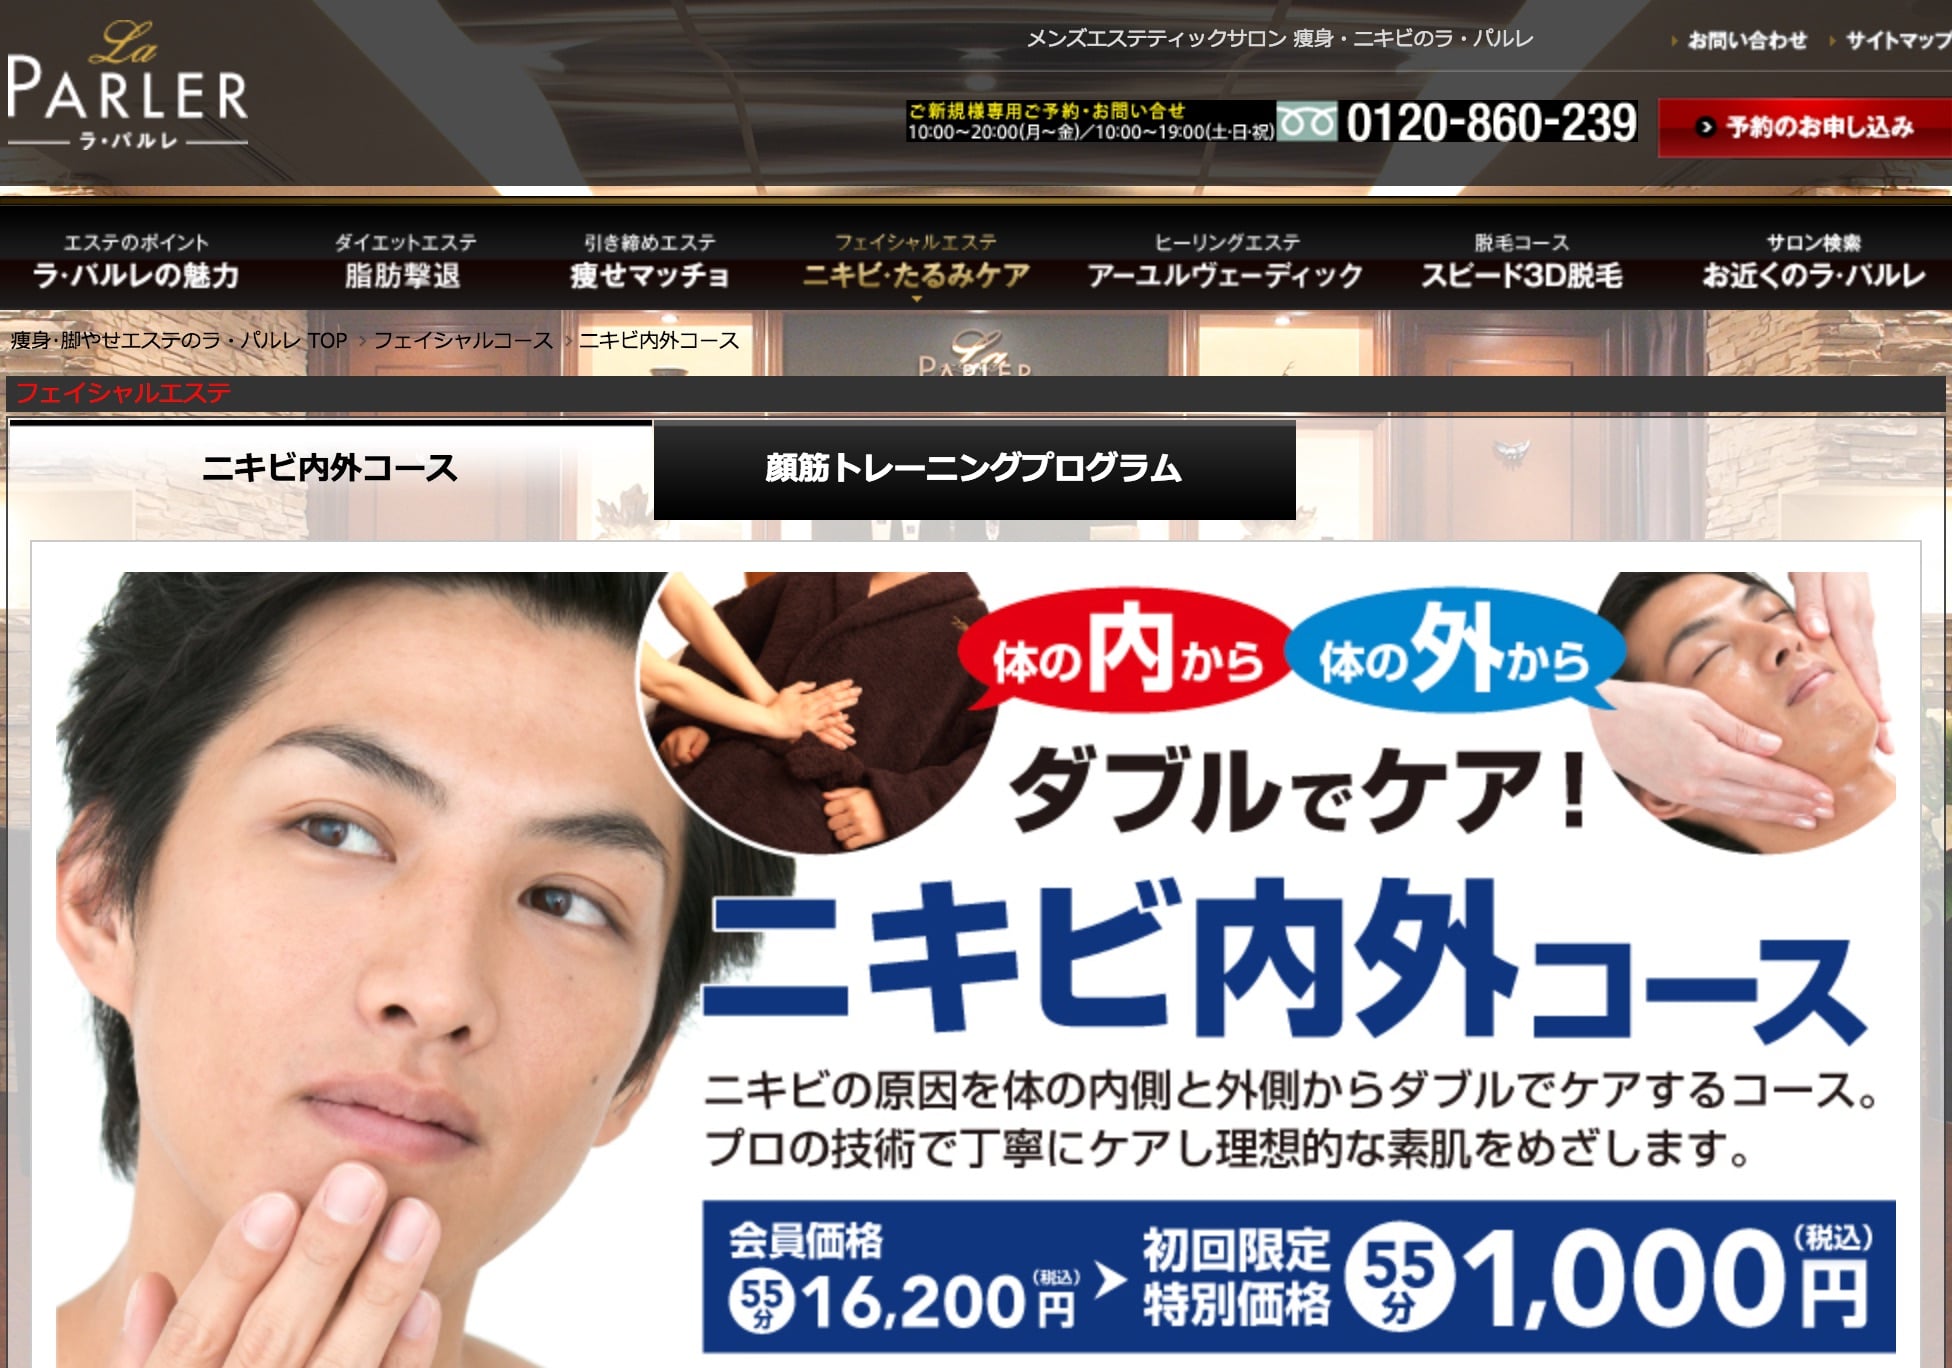 La
PARLER
ラ・パルレ
メンズエステティックサロン 痩身・ニキビのラ・パルレ
お問い合わせ
サイトマップ
ご新規様専用ご予約・お問い合せ
10:00～20:00(月～金)／10:00～19:00(土・日・祝)
0120-860-239
予約のお申し込み
エステのポイント
ラ・パルレの魅力
ダイエットエステ
脂肪撃退
引き締めエステ
痩せマッチョ
フェイシャルエステ
ニキビ・たるみケア
ヒーリングエステ
アーユルヴェーディック
脱毛コース
スピード3D脱毛
サロン検索
お近くのラ・パルレ
痩身・脚やせエステのラ・パルレ TOP › フェイシャルコース › ニキビ内外コース
La
PARLER
フェイシャルエステ
ニキビ内外コース
顔筋トレーニングプログラム
体の内から
体の外から
ダブルでケア！
ニキビ内外コース
ニキビの原因を体の内側と外側からダブルでケアするコース。
プロの技術で丁寧にケアし理想的な素肌をめざします。
会員価格
55分 16,200円(税込)
初回限定
特別価格
55分 1,000円(税込)